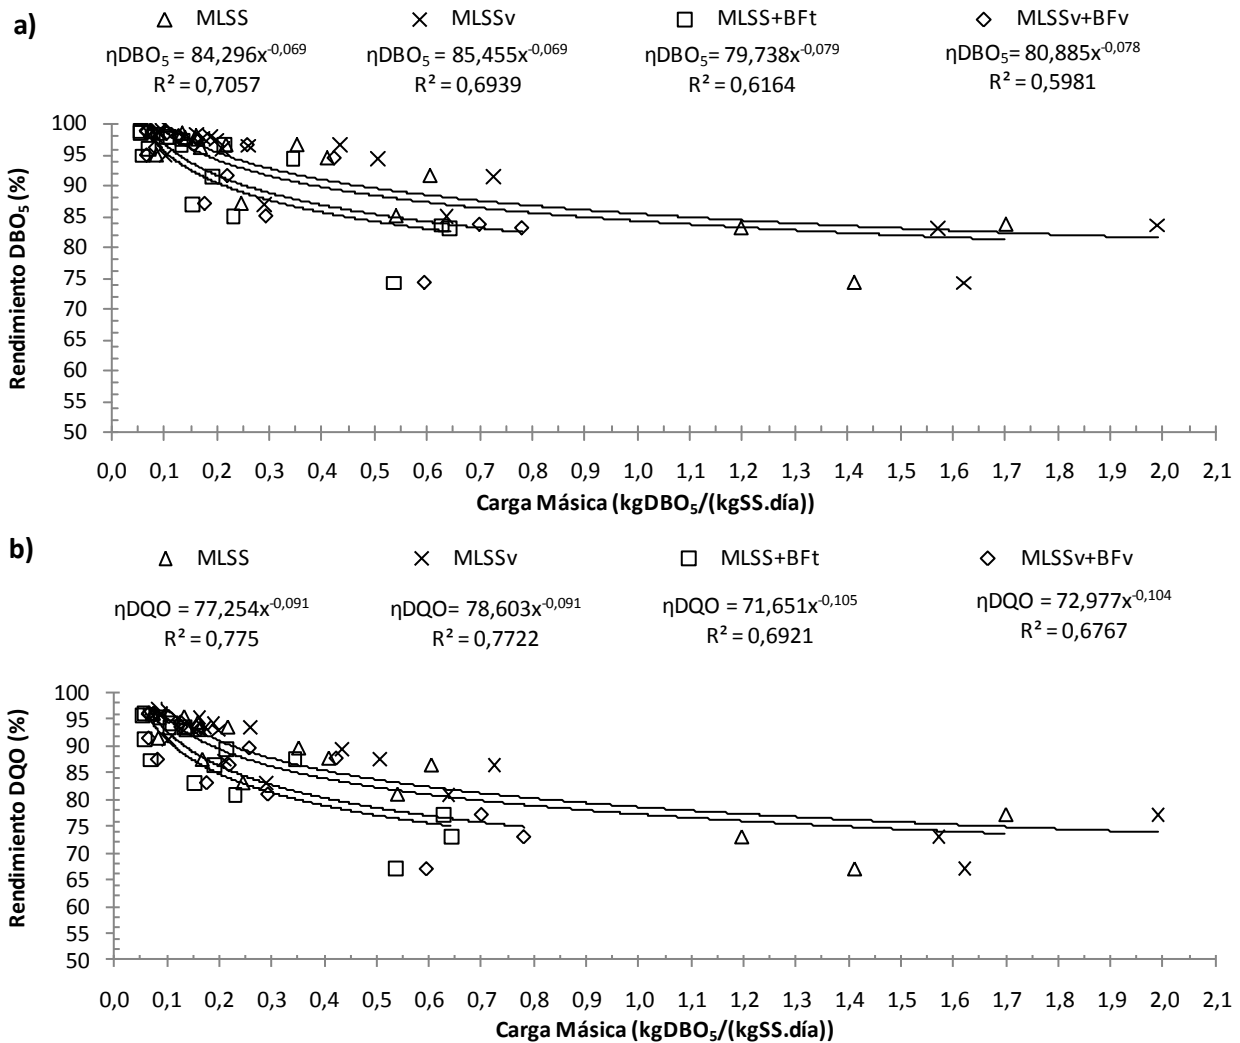 a)
MLSS MLSSv MLSS+BFt MLSSv+BFv
ηDBO₅ = 84,296x⁻⁰,⁰⁶⁹ ηDBO₅ = 85,455x⁻⁰,⁰⁶⁹ ηDBO₅= 79,738x⁻⁰,⁰⁷⁹ ηDBO₅= 80,885x⁻⁰,⁰⁷⁸
R² = 0,7057 R² = 0,6939 R² = 0,6164 R² = 0,5981
Rendimiento DBO₅ (%)
100
95
90
85
80
75
70
65
60
55
50
0,0 0,1 0,2 0,3 0,4 0,5 0,6 0,7 0,8 0,9 1,0 1,1 1,2 1,3 1,4 1,5 1,6 1,7 1,8 1,9 2,0 2,1
Carga Másica (kgDBO₅/(kgSS.día))
b)
MLSS MLSSv MLSS+BFt MLSSv+BFv
ηDQO = 77,254x⁻⁰,⁰⁹¹ ηDQO= 78,603x⁻⁰,⁰⁹¹ ηDQO = 71,651x⁻⁰,¹⁰⁵ ηDQO = 72,977x⁻⁰,¹⁰⁴
R² = 0,775 R² = 0,7722 R² = 0,6921 R² = 0,6767
Rendimiento DQO (%)
100
95
90
85
80
75
70
65
60
55
50
0,0 0,1 0,2 0,3 0,4 0,5 0,6 0,7 0,8 0,9 1,0 1,1 1,2 1,3 1,4 1,5 1,6 1,7 1,8 1,9 2,0 2,1
Carga Másica (kgDBO₅/(kgSS.día))